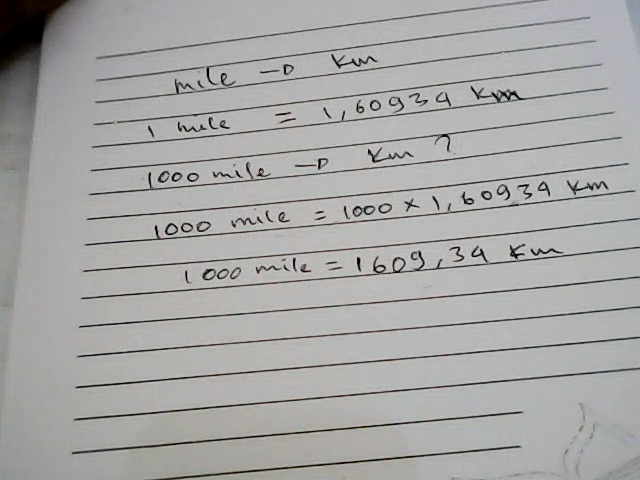 mile → km
1 mile = 1,60934 km
1000 mile → km ?
1000 mile = 1000 × 1,60934 km
1000 mile = 1609,34 km